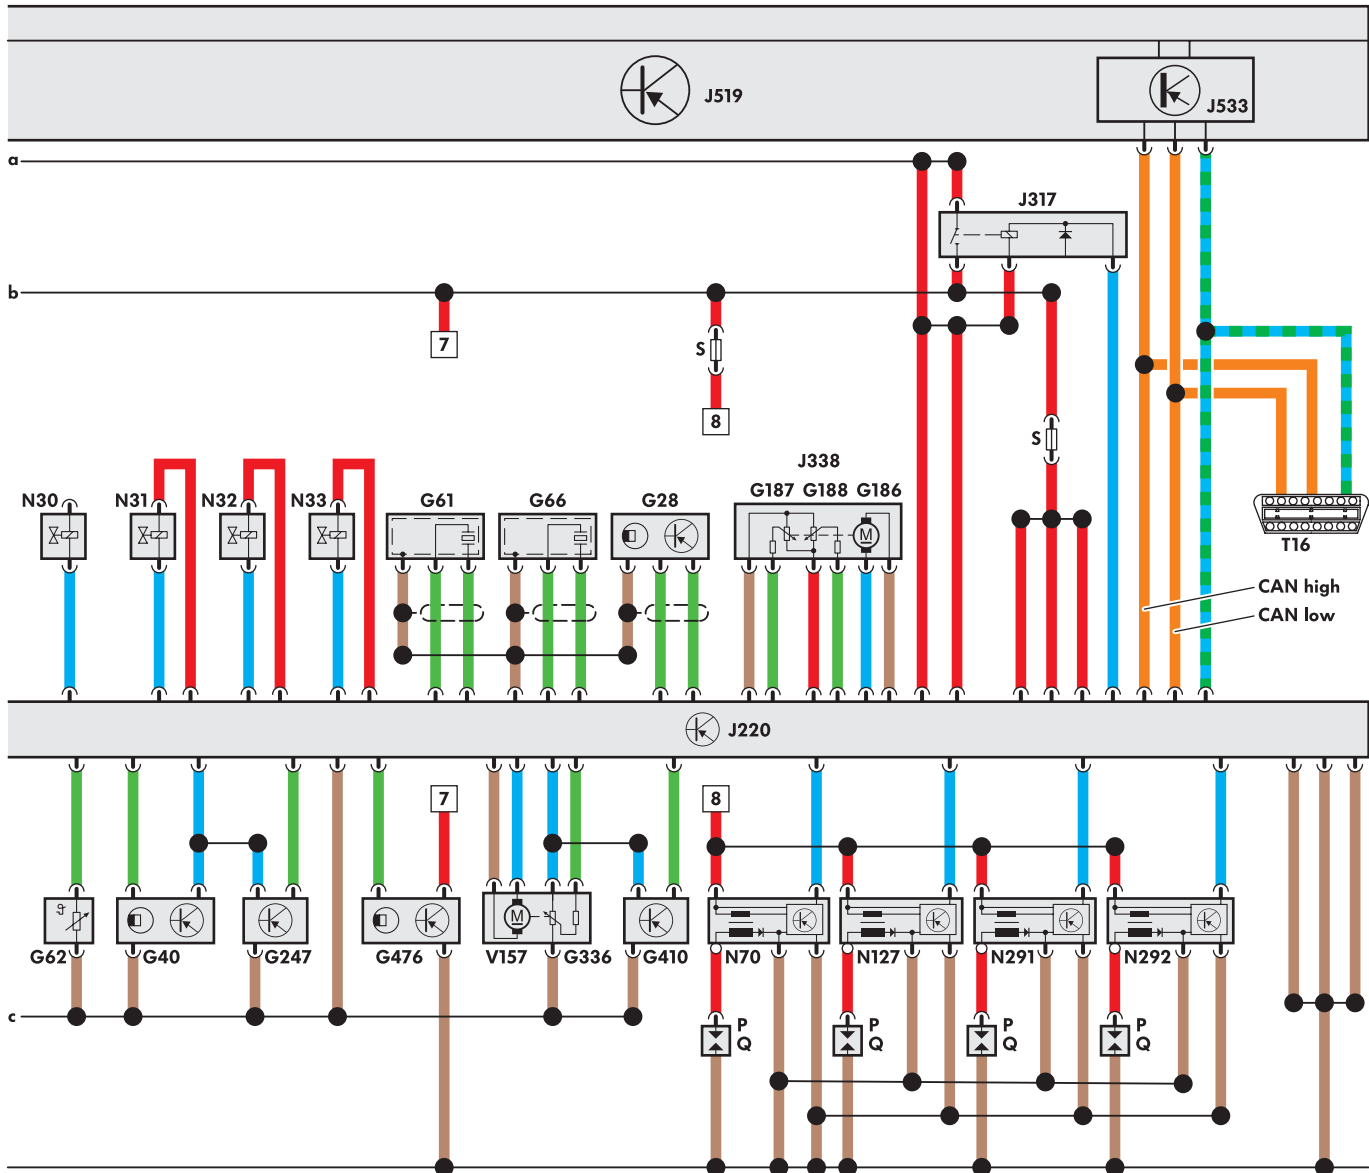 J519
J533
a
J317
b
7
S
8
S
J338
N30
N31
N32
N33
G61
G66
G28
G187
G188
G186
M
T16
CAN high
CAN low
J220
7
8
ϑ
M
G62
G40
G247
G476
V157
G336
G410
N70
N127
N291
N292
c
P
Q
P
Q
P
Q
P
Q